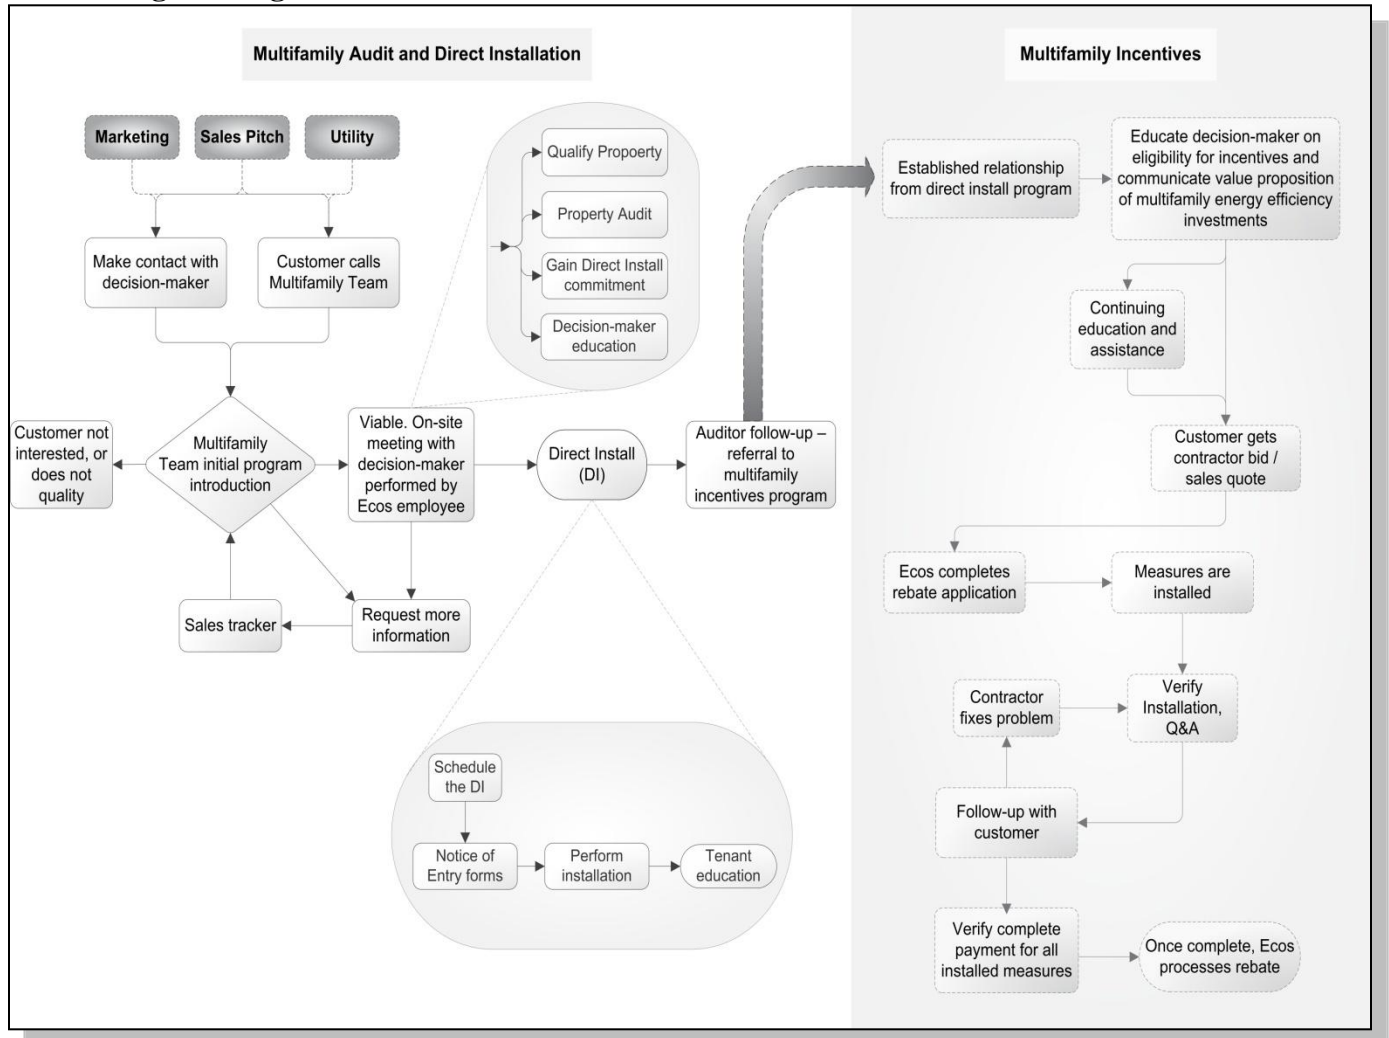 Multifamily Audit and Direct Installation
Marketing
Sales Pitch
Utility
Make contact with
decision-maker
Customer calls
Multifamily Team
Customer not
interested, or
does not
quality
Multifamily
Team initial program
introduction
Viable. On-site
meeting with
decision-maker
performed by
Ecos employee
Qualify Propoerty
Property Audit
Gain Direct Install
commitment
Decision-maker
education
Direct Install
(DI)
Auditor follow-up –
referral to
multifamily
incentives program
Sales tracker
Request more
information
Schedule
the DI
Notice of
Entry forms
Perform
installation
Tenant
education
Multifamily Incentives
Established relationship
from direct install program
Educate decision-maker on
eligibility for incentives and
communicate value proposition
of multifamily energy efficiency
investments
Continuing
education and
assistance
Customer gets
contractor bid /
sales quote
Ecos completes
rebate application
Measures are
installed
Contractor
fixes problem
Verify
Installation,
Q&A
Follow-up with
customer
Verify complete
payment for all
installed measures
Once complete, Ecos
processes rebate